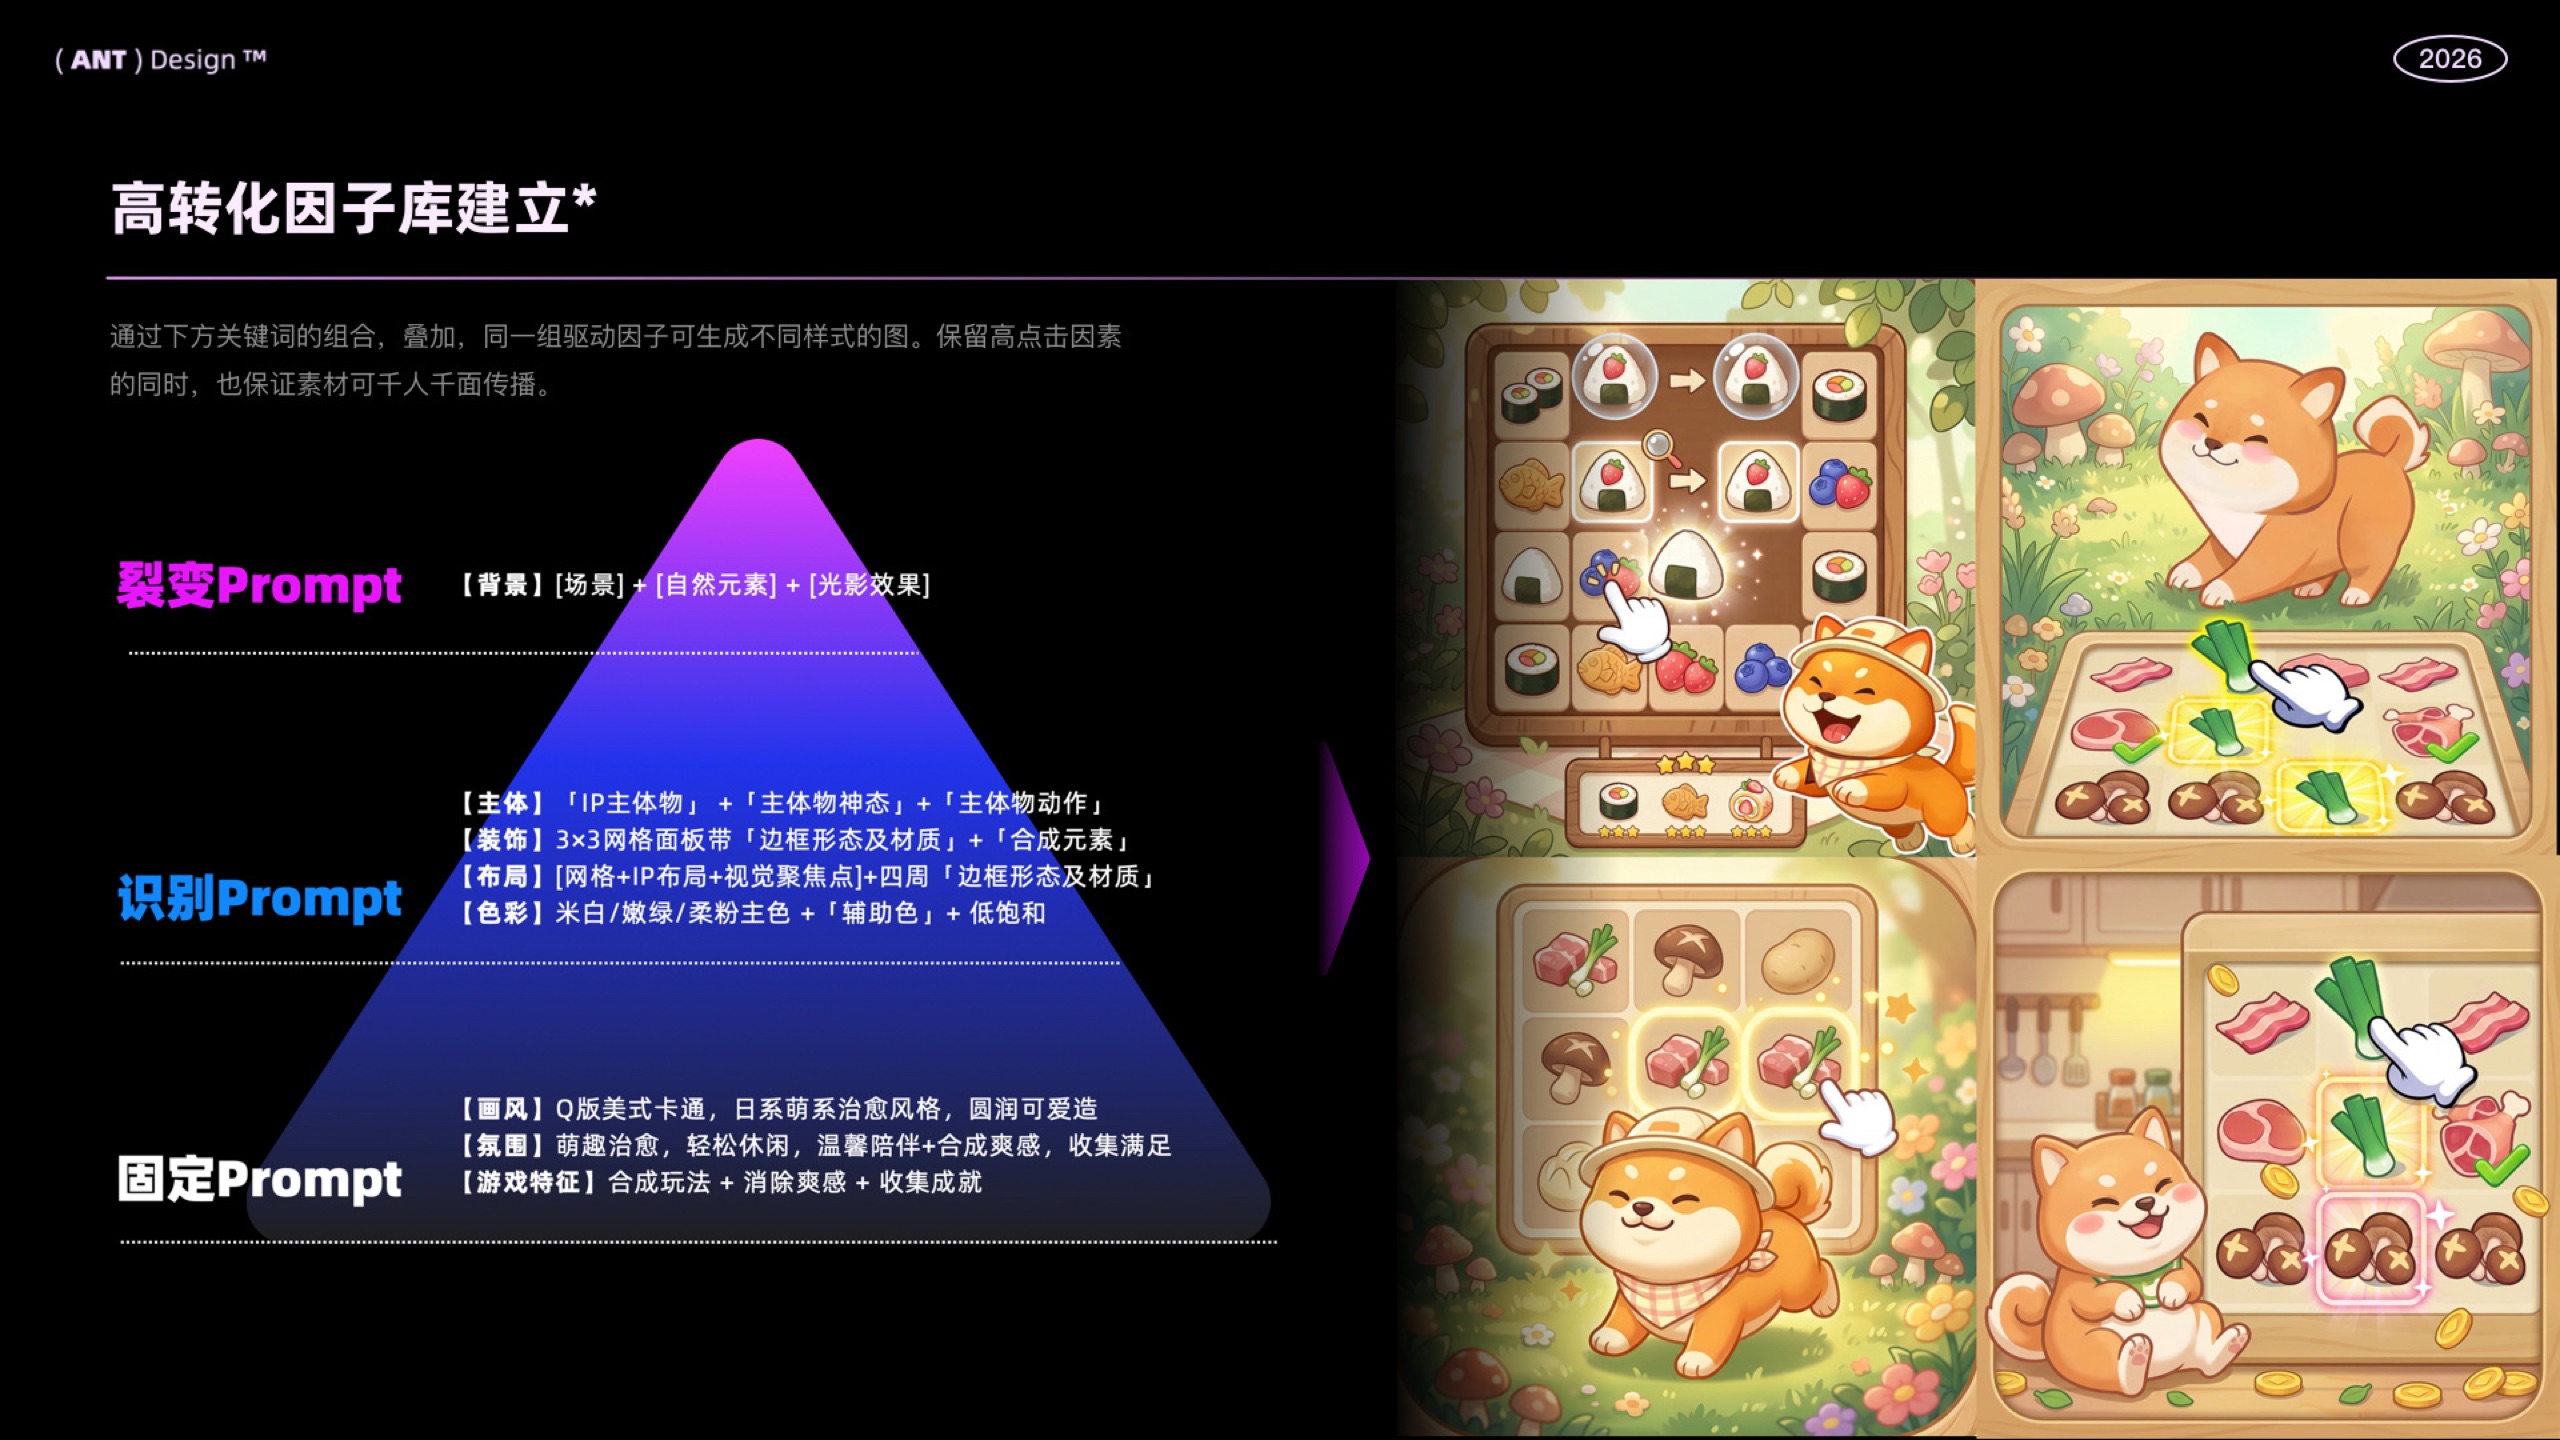 ( ANT ) Design ™
2026
高转化因子库建立*
通过下方关键词的组合，叠加，同一组驱动因子可生成不同样式的图。保留高点击因素
的同时，也保证素材可千人千面传播。
裂变Prompt
【背景】[场景] + [自然元素] + [光影效果]
【主体】「IP主体物」 +「主体物神态」+「主体物动作」
【装饰】3×3网格面板带「边框形态及材质」+「合成元素」
【布局】[网格+IP布局+视觉聚焦点]+四周「边框形态及材质」
【色彩】米白/嫩绿/柔粉主色 +「辅助色」+ 低饱和
识别Prompt
【画风】Q版美式卡通，日系萌系治愈风格，圆润可爱造
【氛围】萌趣治愈，轻松休闲，温馨陪伴+合成爽感，收集满足
【游戏特征】合成玩法 + 消除爽感 + 收集成就
固定Prompt